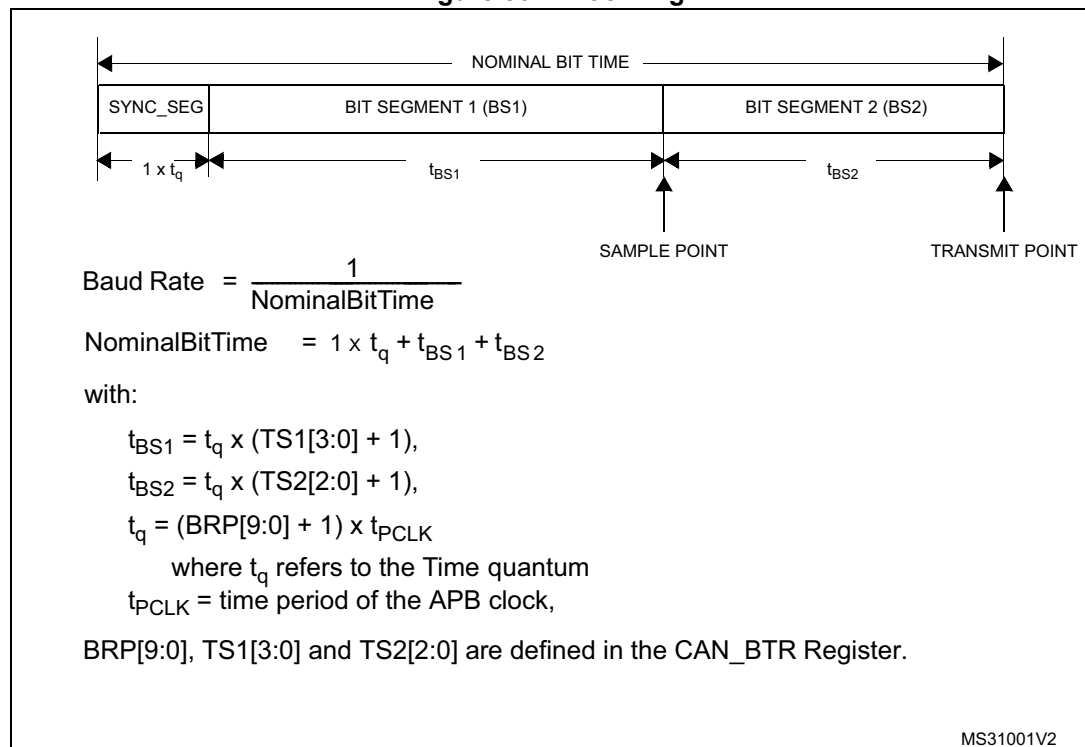 NOMINAL BIT TIME
SYNC_SEG BIT SEGMENT 1 (BS1) BIT SEGMENT 2 (BS2)
1 x tq tBS1 tBS2
SAMPLE POINT TRANSMIT POINT
Baud Rate = 1 / NominalBitTime
NominalBitTime = 1 × tq + tBS1 + tBS2
with:
tBS1 = tq x (TS1[3:0] + 1),
tBS2 = tq x (TS2[2:0] + 1),
tq = (BRP[9:0] + 1) x tPCLK
where tq refers to the Time quantum
tPCLK = time period of the APB clock,
BRP[9:0], TS1[3:0] and TS2[2:0] are defined in the CAN_BTR Register.
MS31001V2